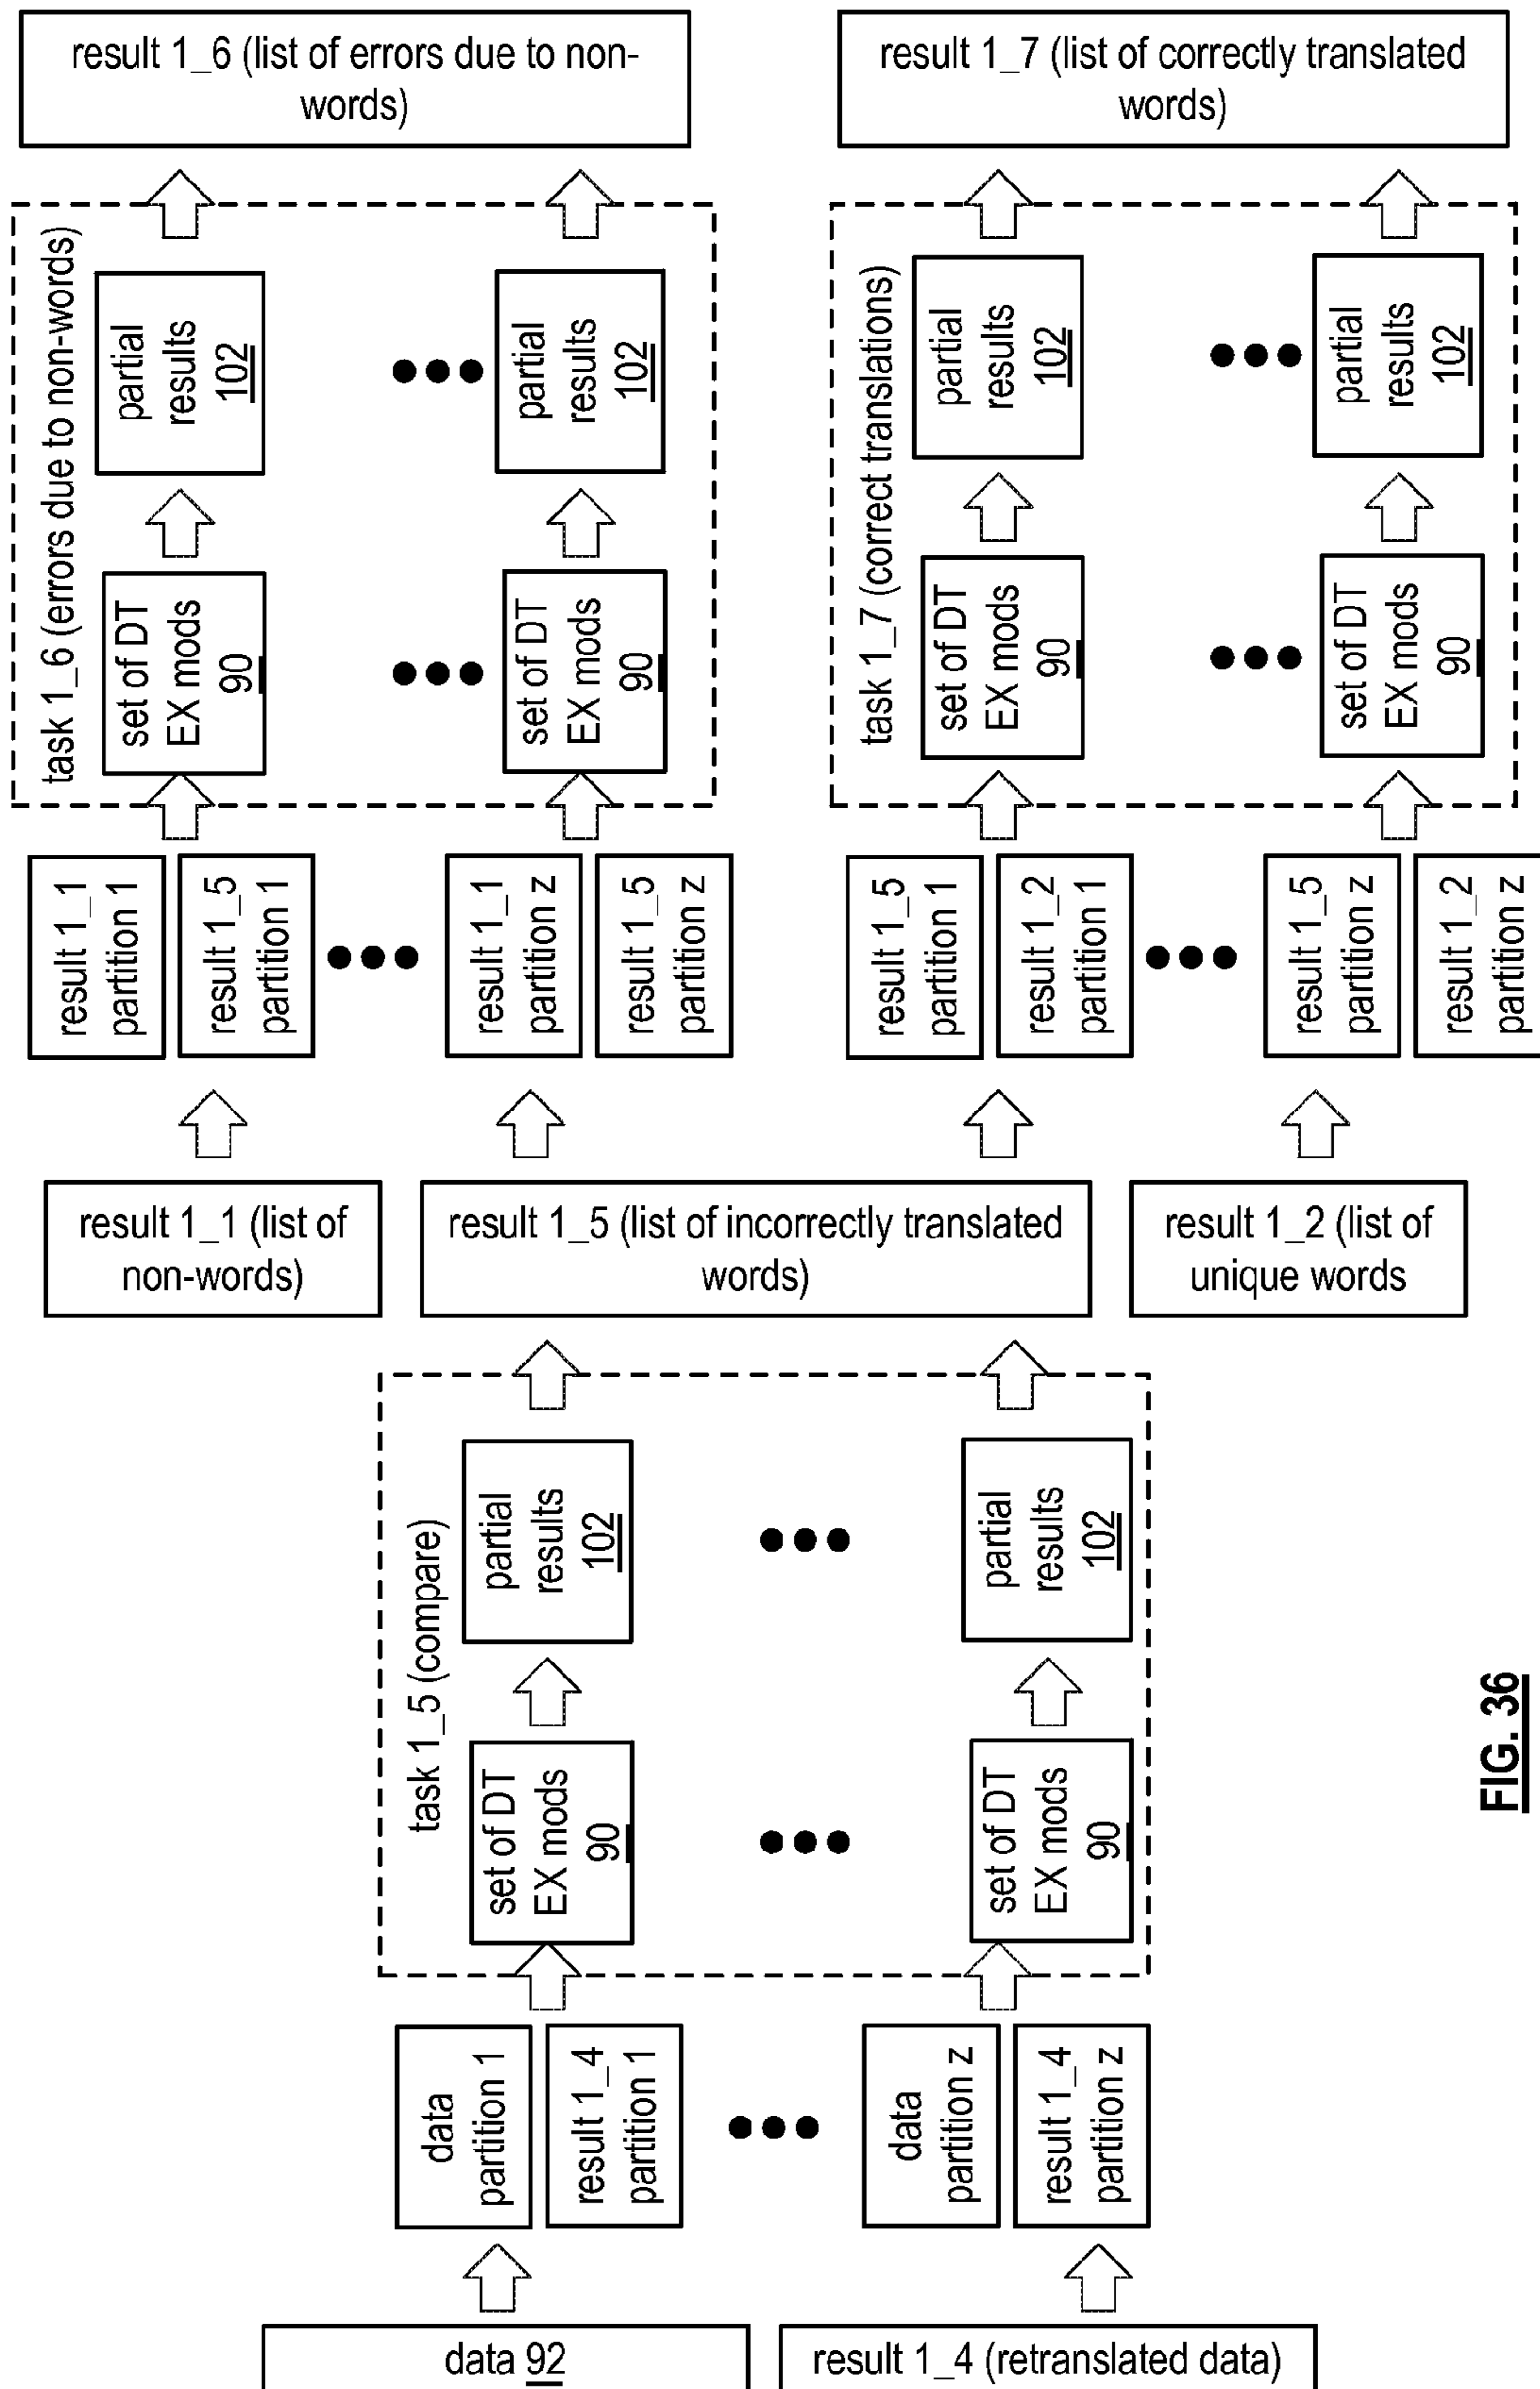 data 92
result 1_4 (retranslated data)
data
partition 1
result 1_4
partition 1
data
partition z
result 1_4
partition z
task 1_5 (compare)
set of DT
EX mods
90
partial
results
102
set of DT
EX mods
90
partial
results
102
result 1_1 (list of
non-words)
result 1_5 (list of incorrectly translated
words)
result 1_2 (list of
unique words
result 1_1
partition 1
result 1_5
partition 1
result 1_1
partition z
result 1_5
partition z
result 1_5
partition 1
result 1_2
partition 1
result 1_5
partition z
result 1_2
partition z
task 1_6 (errors due to non-words)
set of DT
EX mods
90
partial
results
102
set of DT
EX mods
90
partial
results
102
task 1_7 (correct translations)
set of DT
EX mods
90
partial
results
102
set of DT
EX mods
90
partial
results
102
result 1_6 (list of errors due to non-
words)
result 1_7 (list of correctly translated
words)
FIG. 36